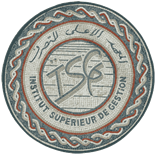 المعهد الأعلى للتصرف
ISG
INSTITUT SUPERIEUR DE GESTION